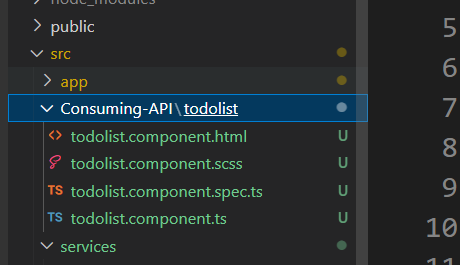 node_modules
public
src
app
Consuming-API\todolist
<> todolist.component.html U
todolist.component.scss U
TS todolist.component.spec.ts U
TS todolist.component.ts U
services
5
6
7
8
9
10
11